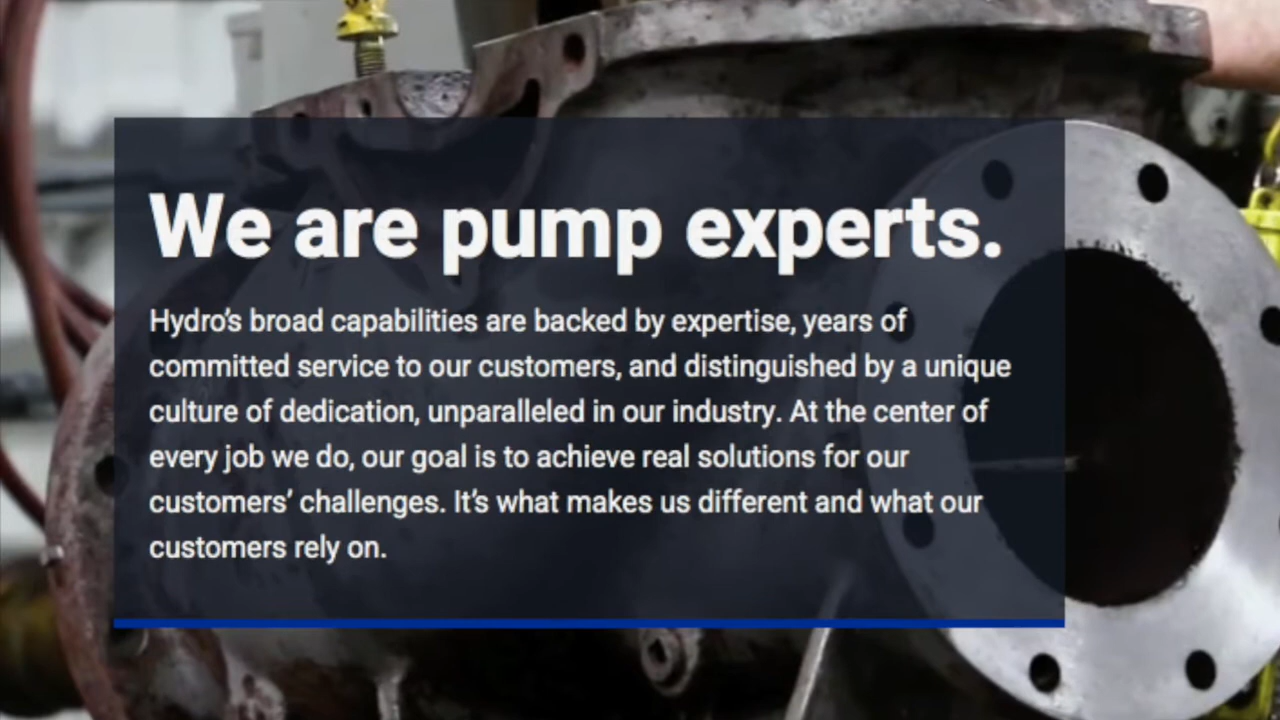 We are pump experts.
Hydro’s broad capabilities are backed by expertise, years of
committed service to our customers, and distinguished by a unique
culture of dedication, unparalleled in our industry. At the center of
every job we do, our goal is to achieve real solutions for our
customers’ challenges. It’s what makes us different and what our
customers rely on.